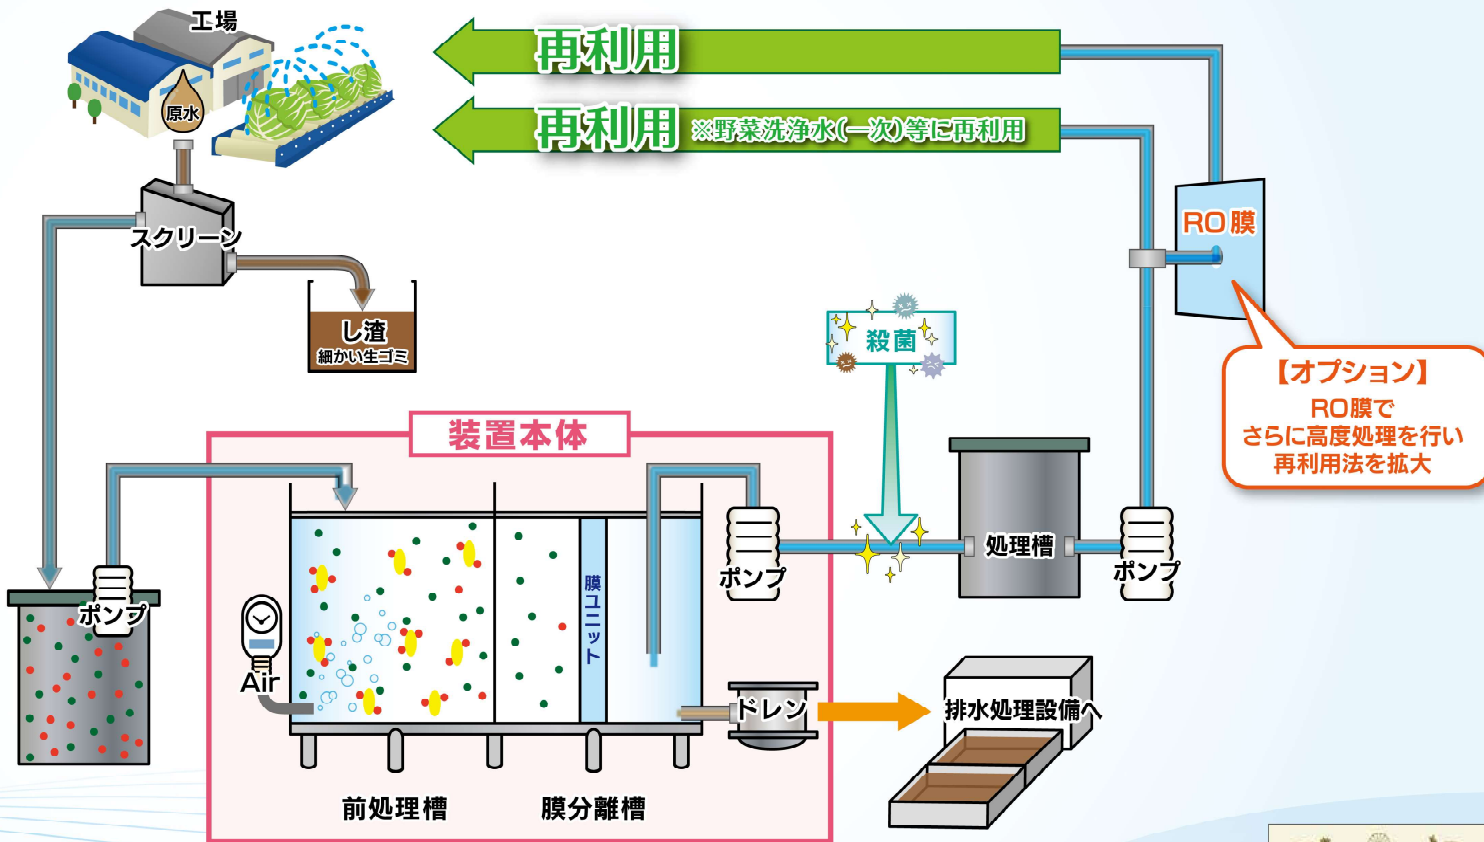 工場
原水
再利用
再利用 ※野菜洗浄水(一次)等に再利用
スクリーン
し渣
細かい生ゴミ
RO膜
【オプション】
RO膜で
さらに高度処理を行い
再利用法を拡大
殺菌
装置本体
ポンプ
Air
膜ユニット
ポンプ
処理槽
ポンプ
ドレン
排水処理設備へ
前処理槽
膜分離槽